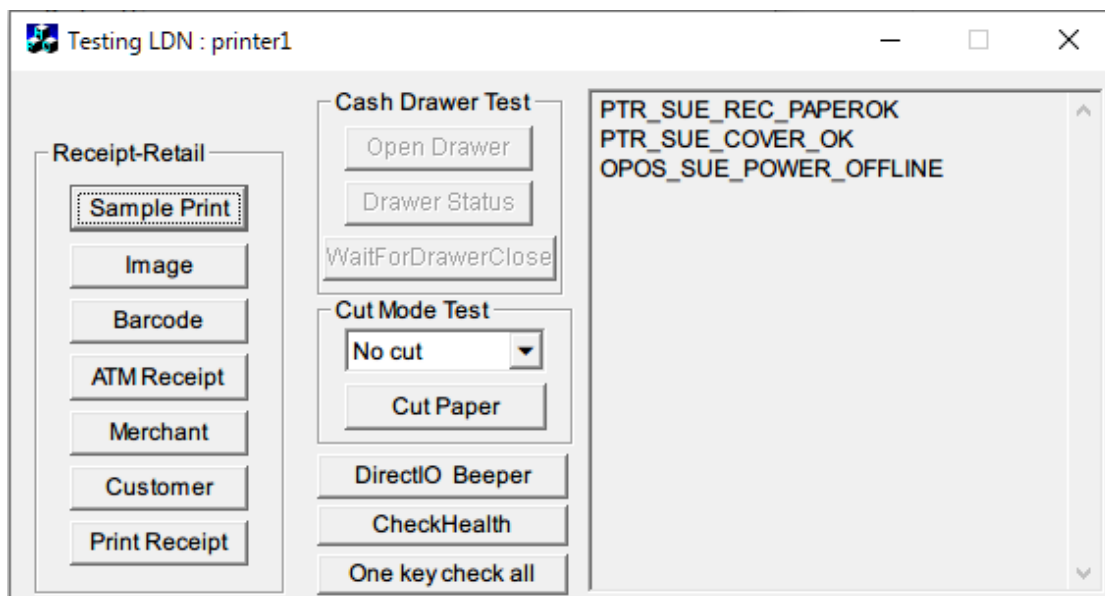 Testing LDN : printer1
Receipt-Retail
Sample Print
Image
Barcode
ATM Receipt
Merchant
Customer
Print Receipt
Cash Drawer Test
Open Drawer
Drawer Status
WaitForDrawerClose
Cut Mode Test
No cut
Cut Paper
DirectIO Beeper
CheckHealth
One key check all
PTR_SUE_REC_PAPEROK
PTR_SUE_COVER_OK
OPOS_SUE_POWER_OFFLINE